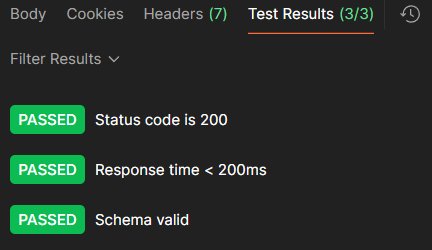 Body Cookies Headers (7) Test Results (3/3)
Filter Results
PASSED Status code is 200
PASSED Response time < 200ms
PASSED Schema valid